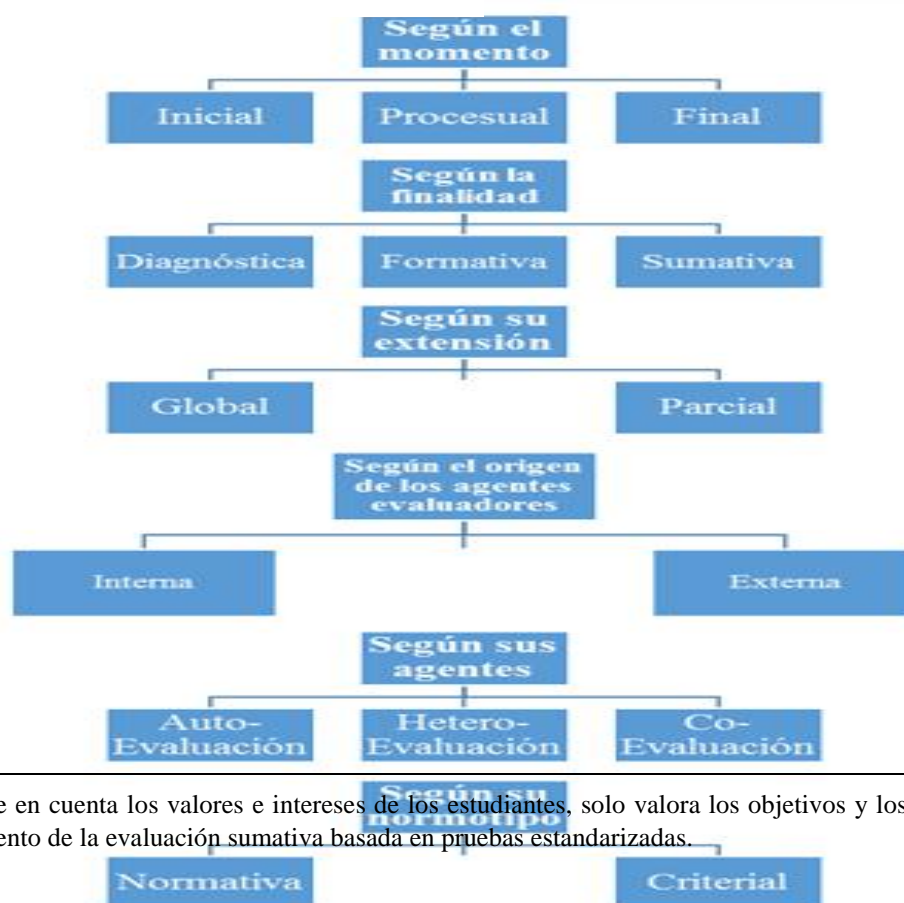 Según el
momento
Inicial Procesual Final
Según la
finalidad
Diagnóstica Formativa Sumativa
Según su
extensión
Global Parcial
Según el origen
de los agentes
evaluadores
Interna Externa
Según sus
agentes
Auto- Hetero- Co-
Evaluación Evaluación Evaluación
Según su
normotipo
e en cuenta los valores e intereses de los estudiantes, solo valora los objetivos y los
ento de la evaluación sumativa basada en pruebas estandarizadas.
Normativa Criterial